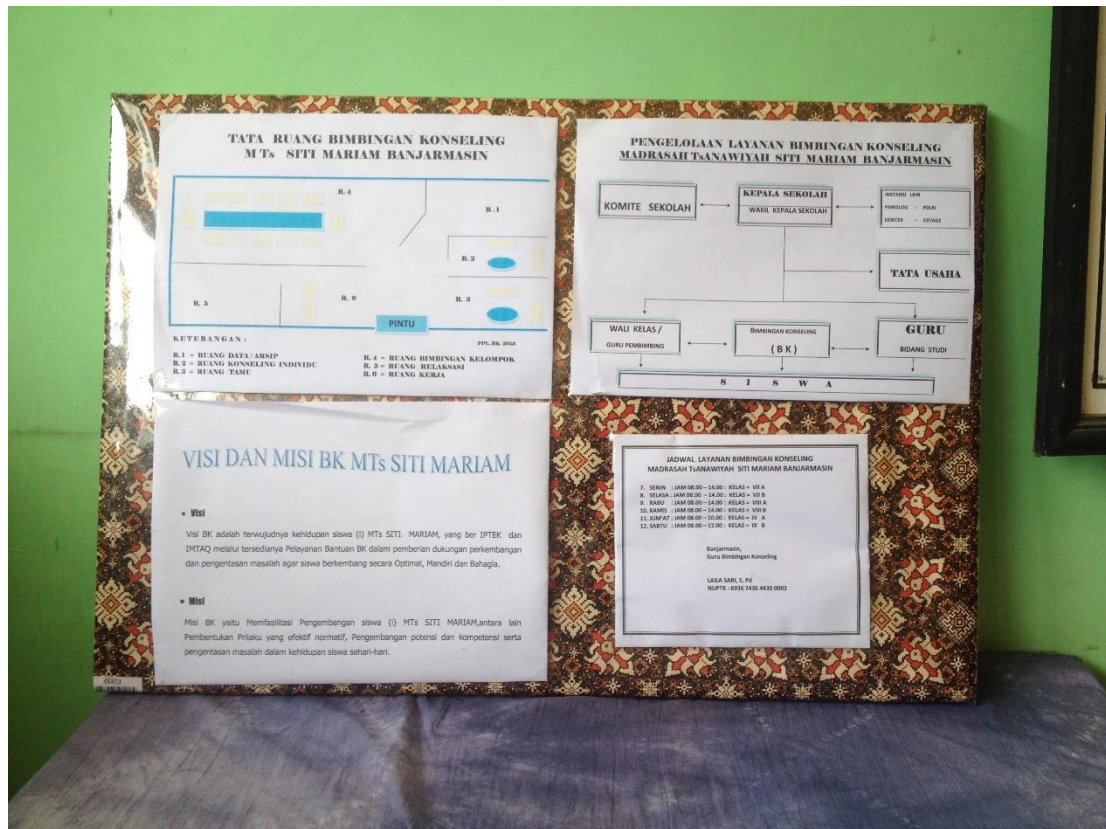 TATA RUANG BIMBINGAN KONSELING
M Ts SITI MARIAM BANJARMASIN
R. 4
R. 1
R. 2
R. 5
R. 6
R. 3
PINTU
KETERANGAN :
PPL.BK 2013
R. 1 = RUANG DATA/ARSIP
R. 2 = RUANG KONSELING INDIVIDU
R. 3 = RUANG TAMU
R. 4 = RUANG BIMBINGAN KELOMPOK
R. 5 = RUANG RELAKSASI
R. 6 = RUANG KERJA
PENGELOLAAN LAYANAN BIMBINGAN KONSELING
MADRASAH TsANAWIYAH SITI MARIAM BANJARMASIN
KOMITE SEKOLAH
KEPALA SEKOLAH
WAKIL KEPALA SEKOLAH
INSTANSI LAIN
PSIKOLOG - POLRI
DOKTER - USTADZ
TATA USAHA
WALI KELAS /
GURU PEMBIMBING
BIMBINGAN KONSELING
( BK )
GURU
BIDANG STUDI
S I S W A
VISI DAN MISI BK MTs SITI MARIAM
• Visi
Visi BK adalah terwujudnya kehidupan siswa (i) MTs SITI MARIAM, yang ber IPTEK dan
IMTAQ melalui tersedianya Pelayanan Bantuan BK dalam pemberian dukungan perkembangan
dan pengentasan masalah agar siswa berkembang secara Optimal, Mandiri dan Bahagia.
• Misi
Misi BK yaitu Memfasilitasi Pengembangan siswa (i) MTs SITI MARIAM,antara lain
Pembentukan Prilaku yang efektif normatif, Pengembangan potensi dan kompetensi serta
pengentasan masalah dalam kehidupan siswa sehari-hari.
JADWAL LAYANAN BIMBINGAN KONSELING
MADRASAH TsANAWIYAH SITI MARIAM BANJARMASIN
7. SENIN : JAM 08.00 – 14.00 : KELAS = VII A
8. SELASA : JAM 08.00 – 14.00 : KELAS = VII B
9. RABU : JAM 08.00 – 14.00 : KELAS = VIII A
10. KAMIS : JAM 08.00 – 14.00 : KELAS = VIII B
11. JUM'AT : JAM 08.00 – 10.00 : KELAS = IX A
12. SABTU : JAM 08.00 – 12.00 : KELAS = IX B
Banjarmasin,
Guru Bimbingan Konseling
LAILA SARI, S. Pd
NUPTK : 6936 7436 4430 0002